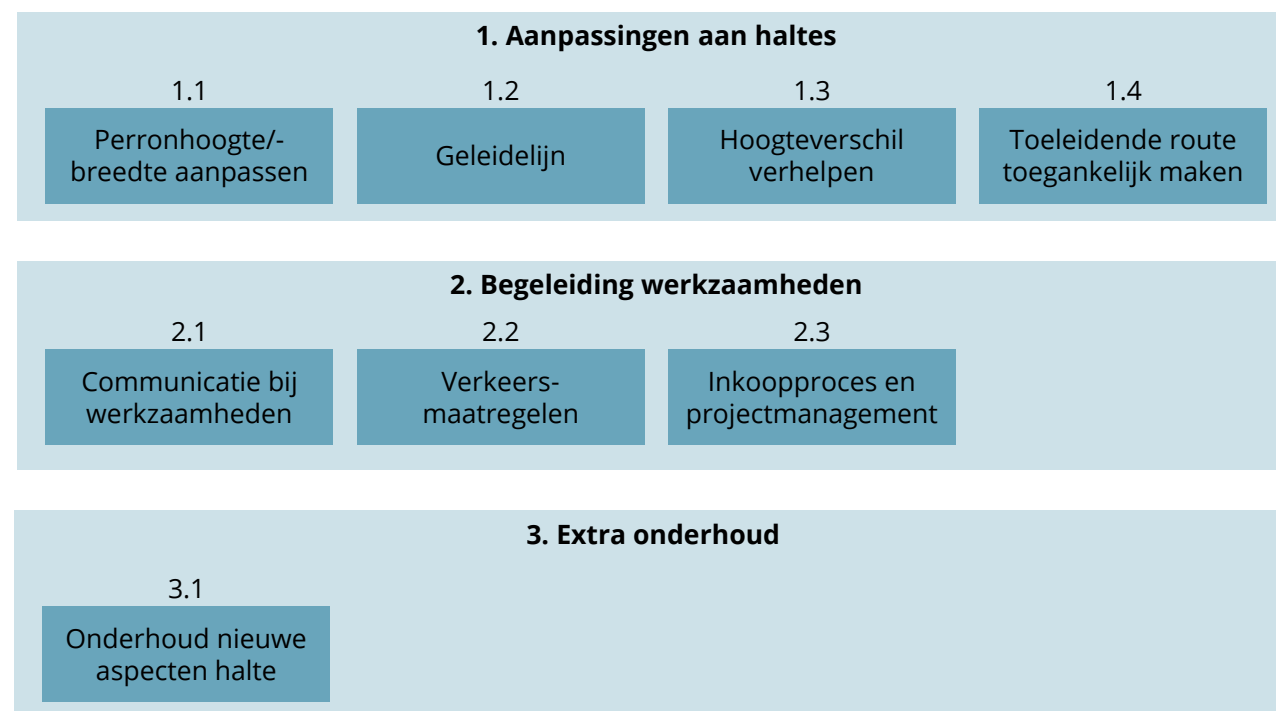 1. Aanpassingen aan haltes
1.1
Perronhoogte/-
breedte aanpassen
1.2
Geleidelijn
1.3
Hoogteverschil
verhelpen
1.4
Toeleidende route
toegankelijk maken
2. Begeleiding werkzaamheden
2.1
Communicatie bij
werkzaamheden
2.2
Verkeers-
maatregelen
2.3
Inkoopproces en
projectmanagement
3. Extra onderhoud
3.1
Onderhoud nieuwe
aspecten halte